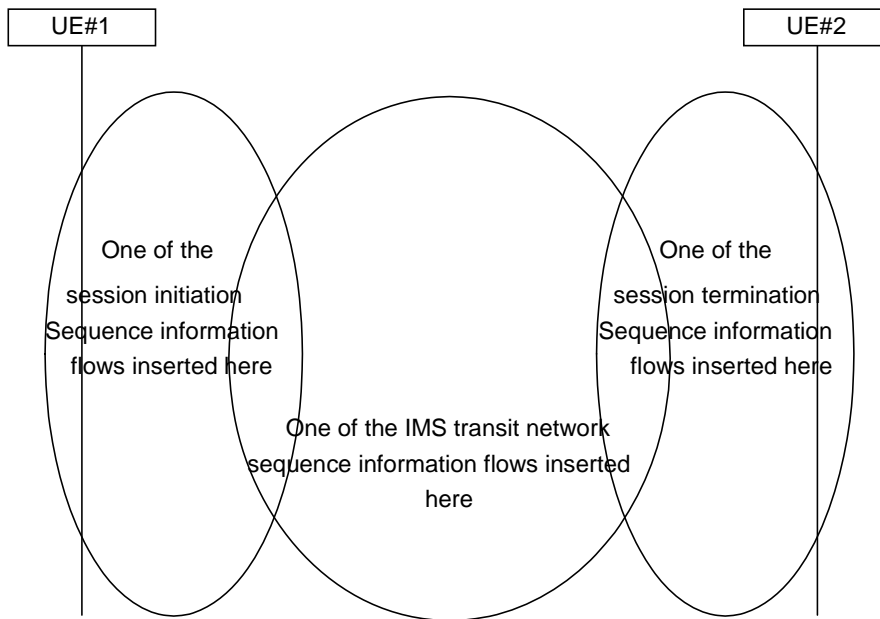 UE#1
UE#2
One of the
session initiation
Sequence information
flows inserted here
One of the
session termination
Sequence information
flows inserted here
One of the IMS transit network
sequence information flows inserted
here